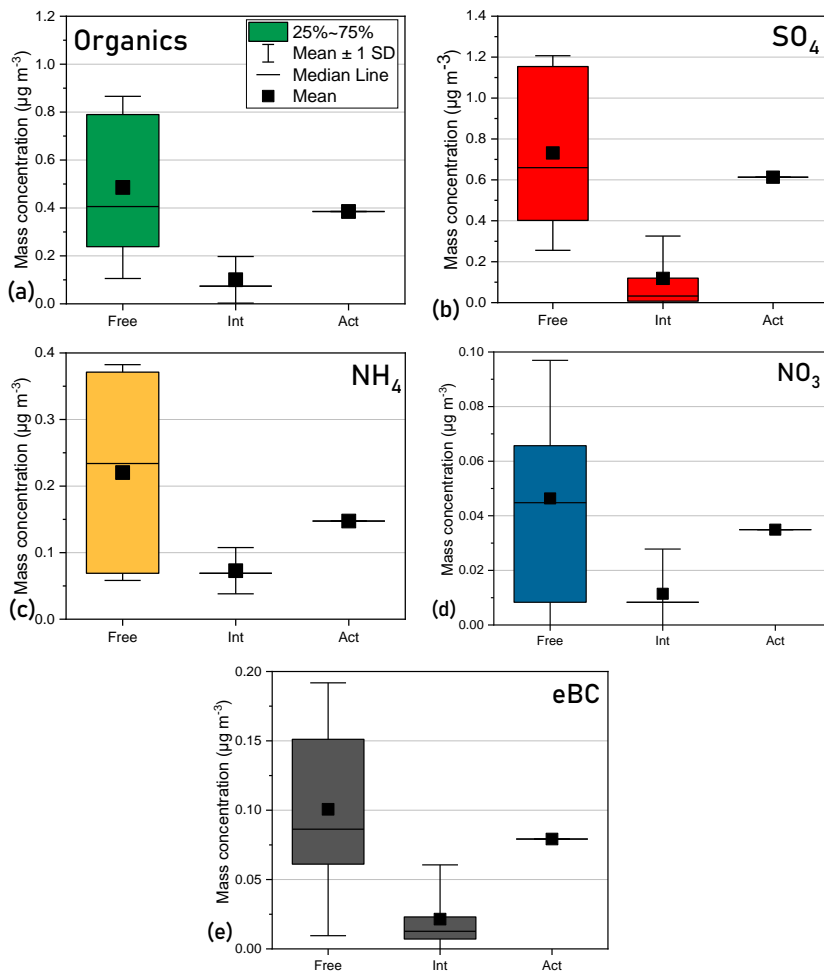 Organics
25%~75%
Mean ± 1 SD
Median Line
Mean
Mass concentration (µg m⁻³)
1.0
0.8
0.6
0.4
0.2
0.0
(a)
Free Int Act
SO₄
Mass concentration (µg m-3)
1.4
1.2
1.0
0.8
0.6
0.4
0.2
0.0
(b)
Free Int Act
NH₄
Mass concentration (µg m⁻³)
0.4
0.3
0.2
0.1
0.0
(c)
Free Int Act
NO₃
Mass concentration (µg m⁻³)
0.10
0.08
0.06
0.04
0.02
0.00
(d)
Free Int Act
eBC
Mass concentration (µg m⁻³)
0.20
0.15
0.10
0.05
0.00
(e)
Free Int Act